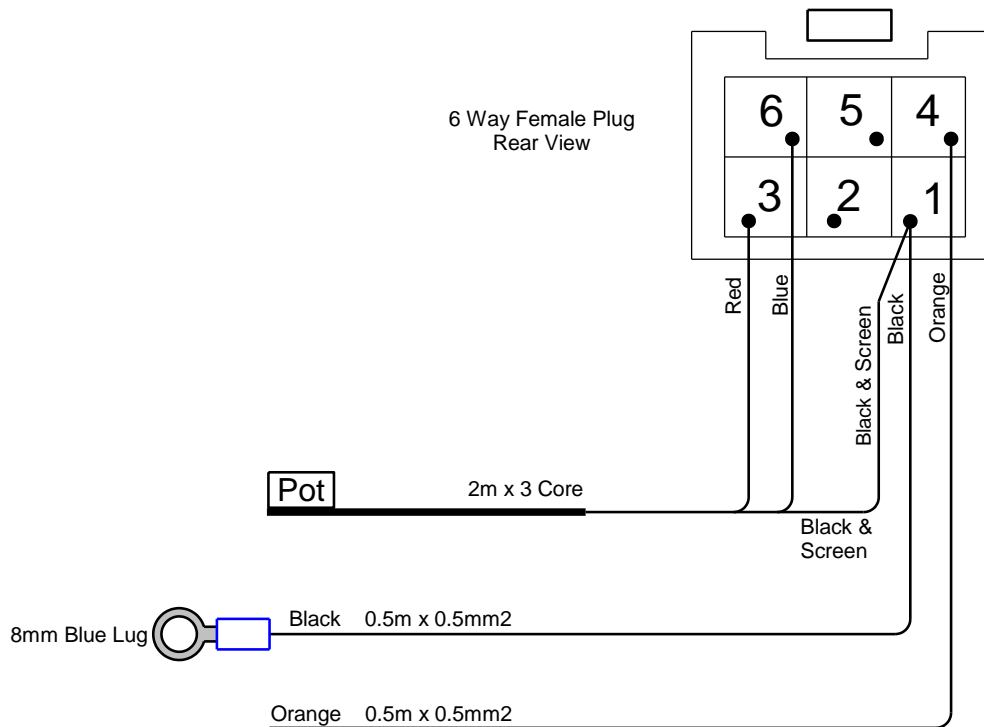 6 Way Female Plug
Rear View
6 5 4
3 2 1
Red
Blue
Black & Screen
Black
Orange
Pot
2m x 3 Core
Black &
Screen
8mm Blue Lug
Black 0.5m x 0.5mm2
Orange 0.5m x 0.5mm2